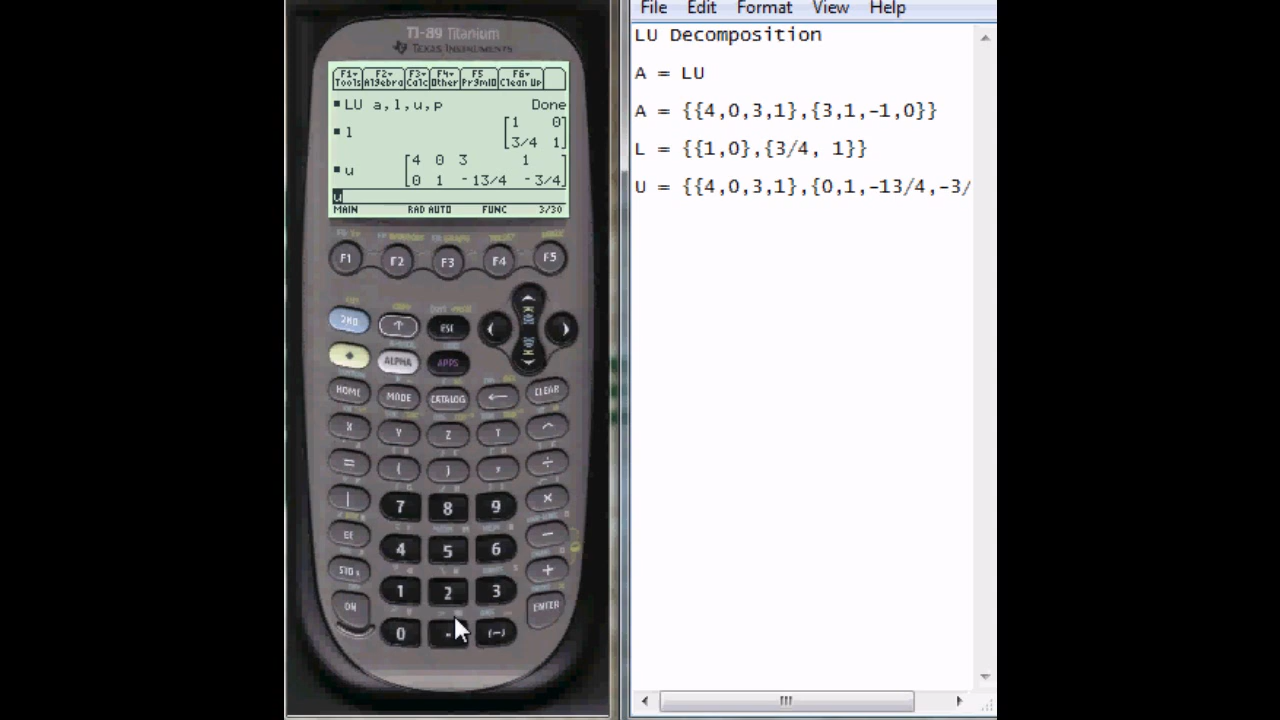 TI-89 Titanium
TEXAS INSTRUMENTS
F1 Tools F2 Algebra F3 Calc F4 Other F5 PrgmIO F6 Clean Up
LU a,l,u,p Done
l [1 0]
[3/4 1]
u [4 0 3 1]
[0 1 -13/4 -3/4]
u
MAIN RAD AUTO FUNC 3/30
F1 F2 F3 F4 F5
2ND ↑ ESC
◆ ALPHA APPS
HOME MODE CATALOG ← CLEAR
X Y Z T ^
= ( ) , ÷
| 7 8 9 ×
EE 4 5 6 −
STO▸ 1 2 3 +
ON 0 . (−) ENTER
File Edit Format View Help
LU Decomposition
A = LU
A = {{4,0,3,1},{3,1,-1,0}}
L = {{1,0},{3/4, 1}}
U = {{4,0,3,1},{0,1,-13/4,-3/